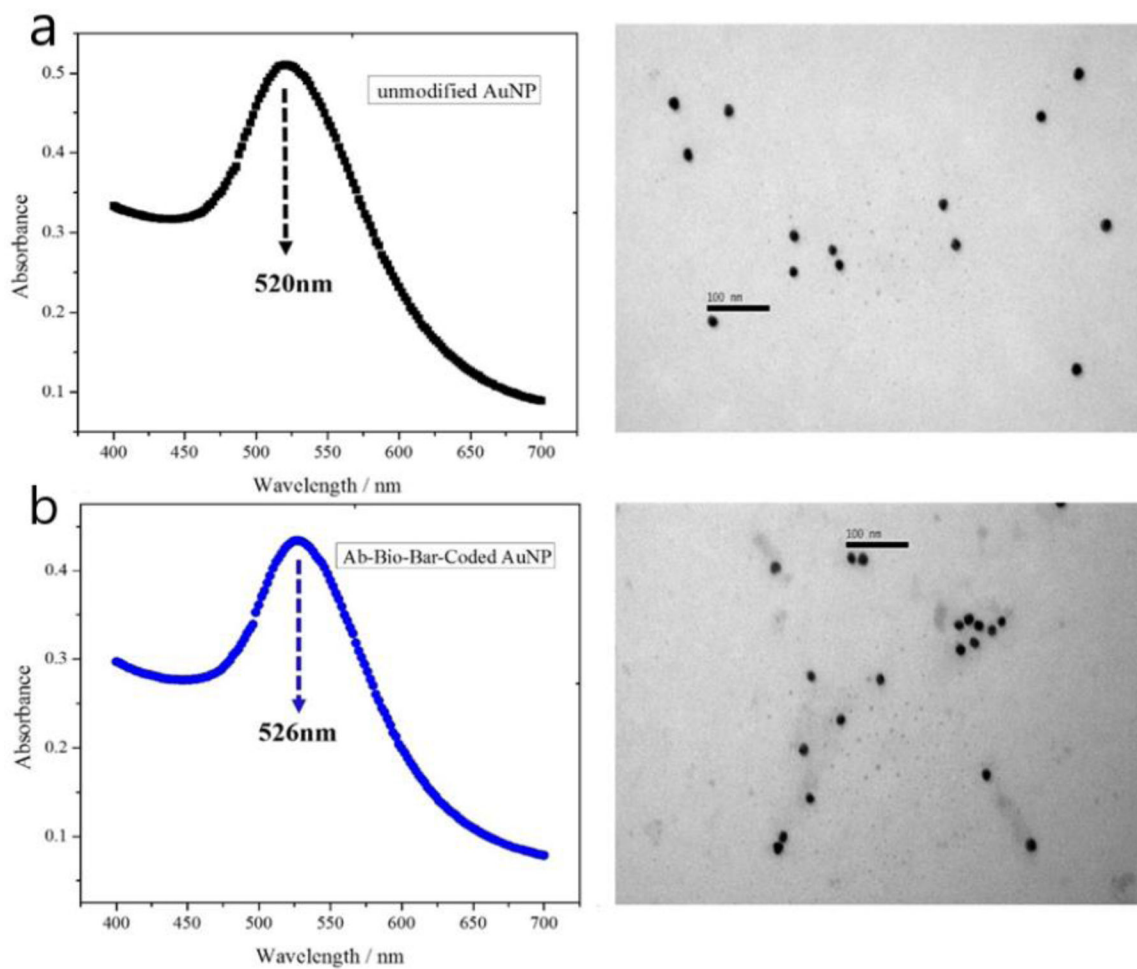 a
unmodified AuNP
0.5
0.4
0.3
0.2
0.1
520nm
Absorbance
400 450 500 550 600 650 700
Wavelength / nm
100 nm
b
Ab-Bio-Bar-Coded AuNP
0.4
0.3
0.2
0.1
526nm
Absorbance
400 450 500 550 600 650 700
Wavelength / nm
100 nm